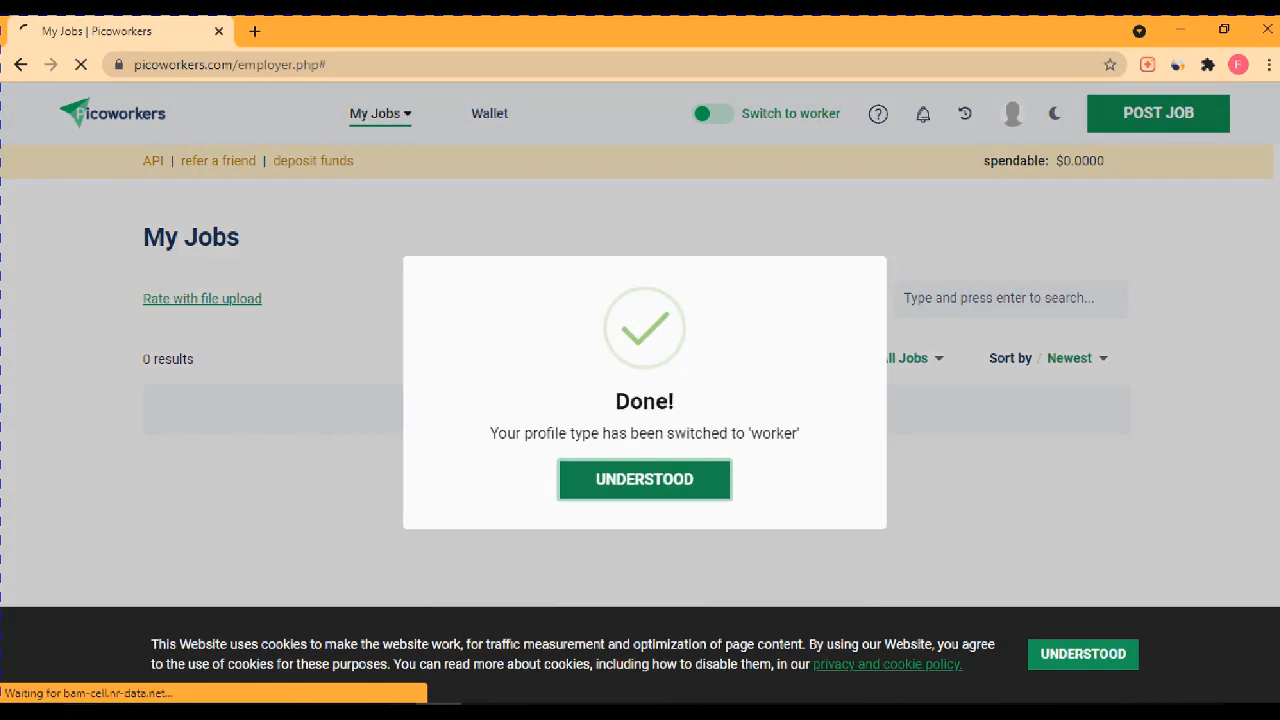 My Jobs | Picoworkers
picoworkers.com/employer.php#
F
Picoworkers
My Jobs
Wallet
Switch to worker
POST JOB
API | refer a friend | deposit funds
spendable: $0.0000
My Jobs
Rate with file upload
Type and press enter to search...
0 results
ll Jobs
Sort by / Newest
Done!
Your profile type has been switched to 'worker'
UNDERSTOOD
This Website uses cookies to make the website work, for traffic measurement and optimization of page content. By using our Website, you agree
to the use of cookies for these purposes. You can read more about cookies, including how to disable them, in our privacy and cookie policy.
UNDERSTOOD
Waiting for bam-cell.nr-data.net...